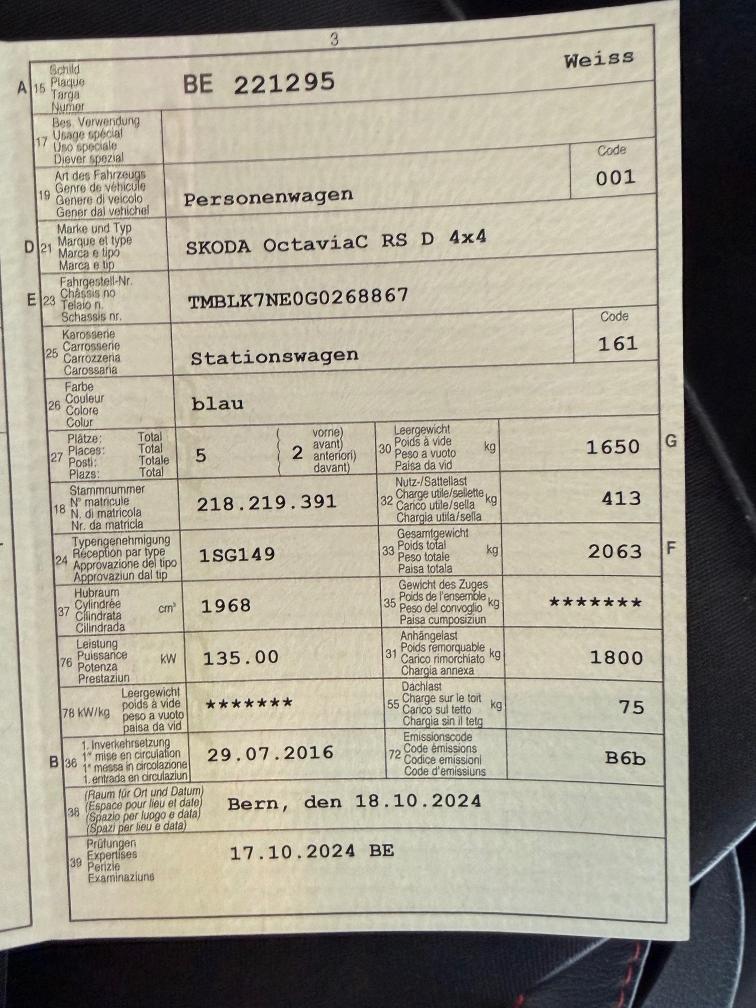 3
A 15 Schild
Plaque
Targa
Numer
BE 221295 Weiss
17 Bes. Verwendung
Usage spécial
Uso speciale
Diever spezial
19 Art des Fahrzeugs
Genre de véhicule
Genere di veicolo
Gener dal vehichel
Personenwagen
Code
001
D 21 Marke und Typ
Marque et type
Marca e tipo
Marca e tip
SKODA OctaviaC RS D 4x4
E 23 Fahrgestell-Nr.
Châssis no
Telaio n.
Schassis nr.
TMBLK7NE0G0268867
25 Karosserie
Carrosserie
Carrozzeria
Carossaria
Stationswagen
Code
161
26 Farbe
Couleur
Colore
Colur
blau
27 Plätze: Total
Places: Total
Posti: Totale
Plazs: Total
5
( 2 vorne)
avant)
anteriori)
davant)
30 Leergewicht
Poids à vide
Peso a vuoto
Paisa da vid
kg
1650 G
18 Stammnummer
N° matricule
N. di matricola
Nr. da matricla
218.219.391
32 Nutz-/Sattellast
Charge utile/sellette
Carico utile/sella
Chargia utila/sella
kg
413
24 Typengenehmigung
Réception par type
Approvazione del tipo
Approvaziun dal tip
1SG149
33 Gesamtgewicht
Poids total
Peso totale
Paisa totala
kg
2063 F
37 Hubraum
Cylindrée
Cilindrata
Cilindrada
cm³
1968
35 Gewicht des Zuges
Poids de l'ensemble
Peso del convoglio
Paisa cumposiziun
kg
*******
76 Leistung
Puissance
Potenza
Prestaziun
kW
135.00
31 Anhängelast
Poids remorquable
Carico rimorchiato
Chargia annexa
kg
1800
78 kW/kg Leergewicht
poids à vide
peso a vuoto
paisa da vid
*******
55 Dachlast
Charge sur le toit
Carico sul tetto
Chargia sin il tetg
kg
75
B 36 1. Inverkehrsetzung
1re mise en circulation
1a messa in circolazione
1. entrada en circulaziun
29.07.2016
72 Emissionscode
Code émissions
Codice emissioni
Code d'emissiuns
B6b
38 (Raum für Ort und Datum)
(Espace pour lieu et date)
(Spazio per luogo e data)
(Spazi per lieu e data)
Bern, den 18.10.2024
39 Prüfungen
Expertises
Perizie
Examinaziuns
17.10.2024 BE